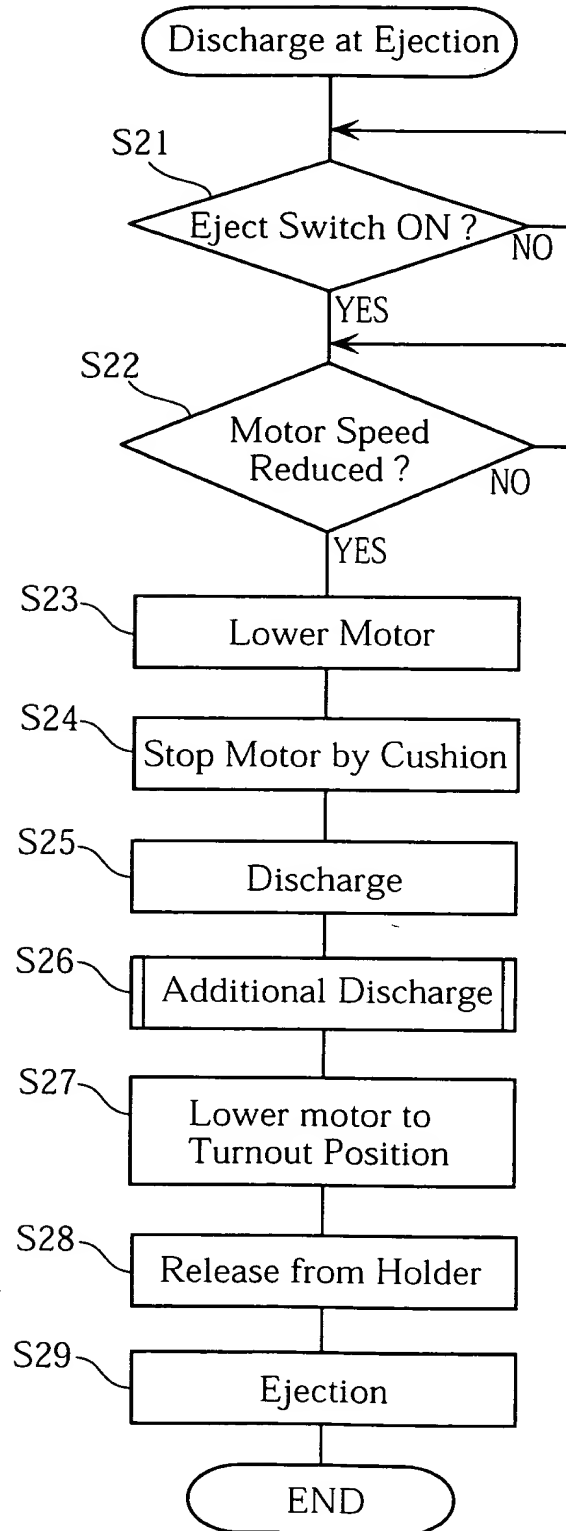 Discharge at Ejection
S21
Eject Switch ON ?
NO
YES
S22
Motor Speed
Reduced ?
NO
YES
S23
Lower Motor
S24
Stop Motor by Cushion
S25
Discharge
S26
Additional Discharge
S27
Lower motor to
Turnout Position
S28
Release from Holder
S29
Ejection
END